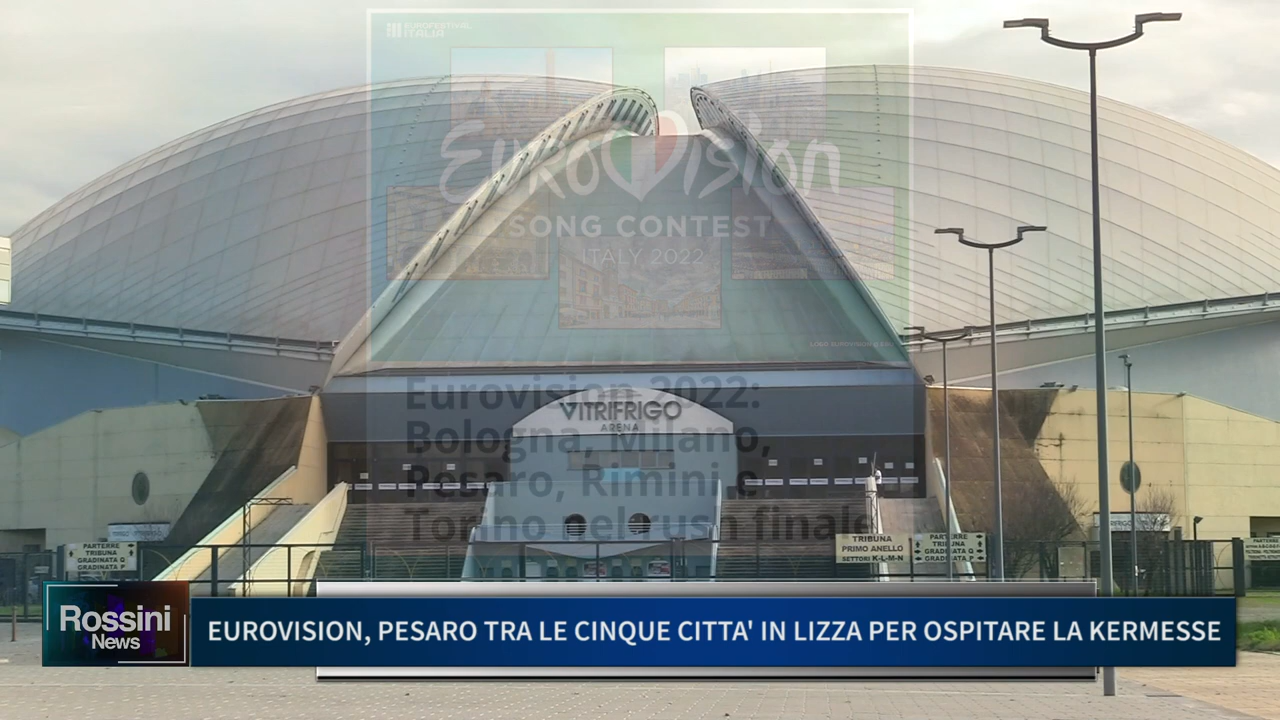 EUROFESTIVAL
ITALIA
EuroVision
SONG CONTEST
ITALY 2022
Eurovision 2022:
Bologna, Milano,
Pesaro, Rimini e
Torino nel rush finale
VITRIFRIGO
ARENA
PARTERRE
TRIBUNA
GRADINATA Q
GRADINATA P
TRIBUNA
PRIMO ANELLO
SETTORI K-L-M-N
PARTERRE
TRIBUNA
GRADINATA Q
GRADINATA P
Rossini
News
EUROVISION, PESARO TRA LE CINQUE CITTA' IN LIZZA PER OSPITARE LA KERMESSE